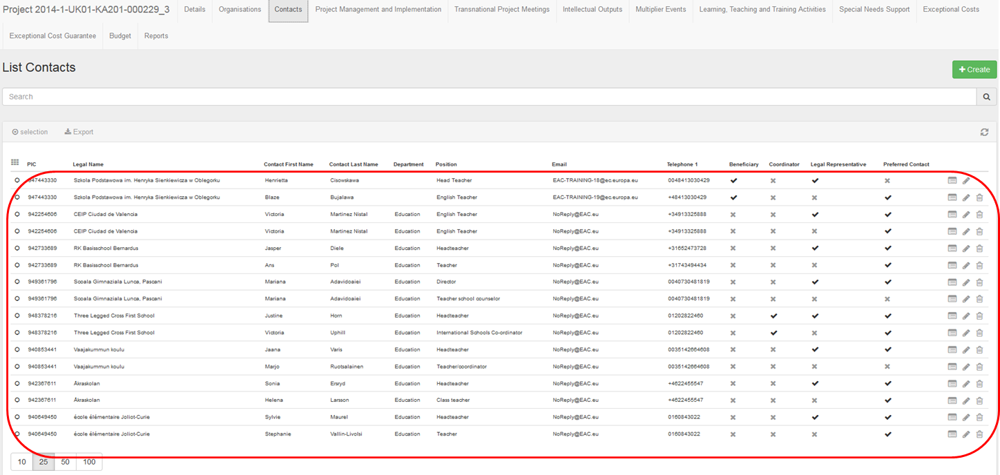 Project 2014-1-UK01-KA201-000229_3 Details Organisations Contacts Project Management and Implementation Transnational Project Meetings Intellectual Outputs Multiplier Events Learning, Teaching and Training Activities Special Needs Support Exceptional Costs
Exceptional Cost Guarantee Budget Reports
List Contacts
Create
Search
selection Export
PIC Legal Name Contact First Name Contact Last Name Department Position Email Telephone 1 Beneficiary Coordinator Legal Representative Preferred Contact
947443330 Szkola Podstawowa im. Henryka Sienkiewicza w Oblegorku Henrietta Cisowskawa Head Teacher EAC-TRAINING-18@ec.europa.eu 0048413030429
947443330 Szkola Podstawowa im. Henryka Sienkiewicza w Oblegorku Blaze Bujalawa English Teacher EAC-TRAINING-19@ec.europa.eu +48413030429
942254606 CEIP Ciudad de Valencia Victoria Martinez Nistal Education English Teacher NoReply@EAC.eu +34913325888
942254606 CEIP Ciudad de Valencia Victoria Martinez Nistal Education English Teacher NoReply@EAC.eu +34913325888
942733689 RK Basisschool Bernardus Jasper Diele Education Headteacher NoReply@EAC.eu +31652473728
942733689 RK Basisschool Bernardus Ans Pol Education Teacher NoReply@EAC.eu +31743494434
949361796 Scoala Gimnaziala Lunca, Pascani Mariana Adavidoaiei Education Director NoReply@EAC.eu 0040730481819
949361796 Scoala Gimnaziala Lunca, Pascani Mariana Adavidoaiei Education Teacher school counselor NoReply@EAC.eu 0040730481819
948378216 Three Legged Cross First School Justine Horn Education Headteacher NoReply@EAC.eu 01202822460
948378216 Three Legged Cross First School Victoria Uphill Education International Schools Co-ordinator NoReply@EAC.eu 01202822460
940853441 Vaajakummun koulu Jaana Varis Education Headteacher NoReply@EAC.eu 0035142664608
940853441 Vaajakummun koulu Marjo Ruotsalainen Education Teacher/coordinator NoReply@EAC.eu 0035142664608
942367611 Åkraskolan Sonia Ersryd Education Headteacher NoReply@EAC.eu +4622455547
942367611 Åkraskolan Helena Larsson Education Class teacher NoReply@EAC.eu +4622455547
940649450 école élémentaire Joliot-Curie Sylvie Maurel Education Headteacher NoReply@EAC.eu 0160843022
940649450 école élémentaire Joliot-Curie Stephanie Vallin-Livolsi Education Teacher NoReply@EAC.eu 0160843022
10 25 50 100